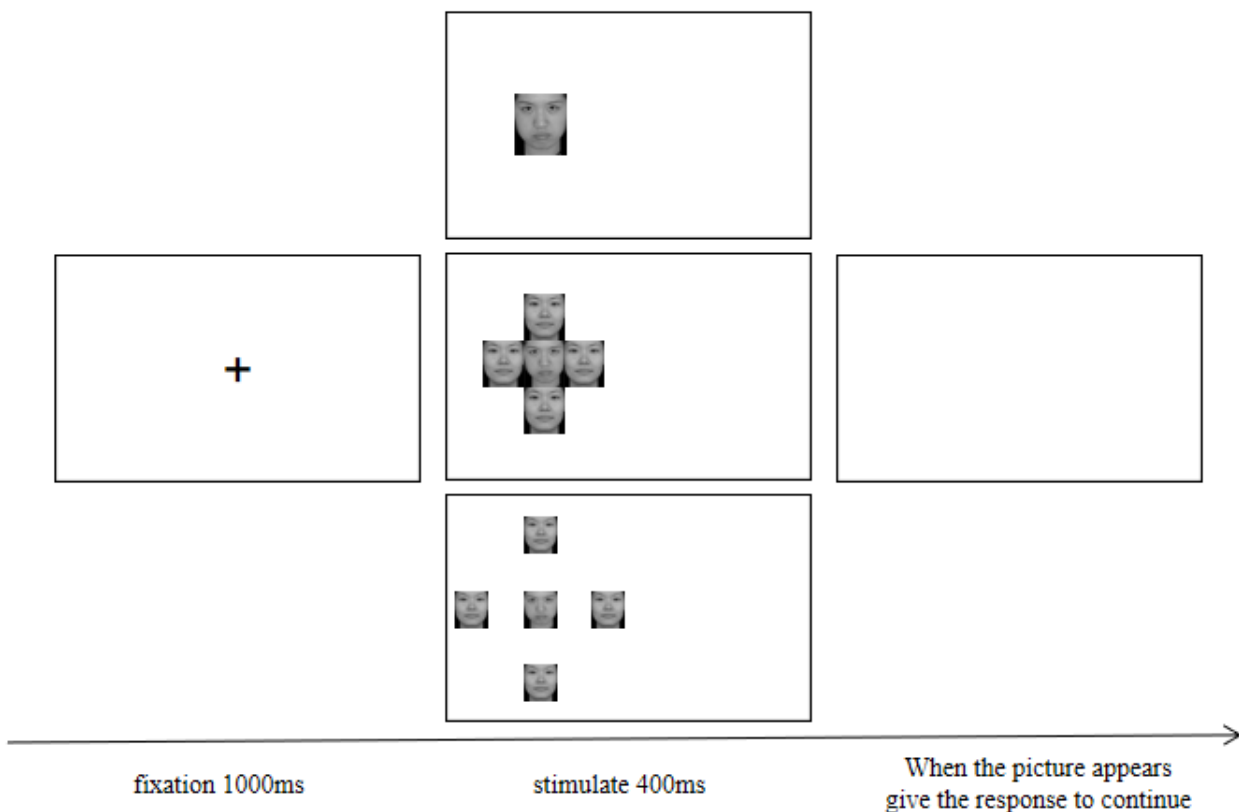 fixation 1000ms
stimulate 400ms
When the picture appears
give the response to continue